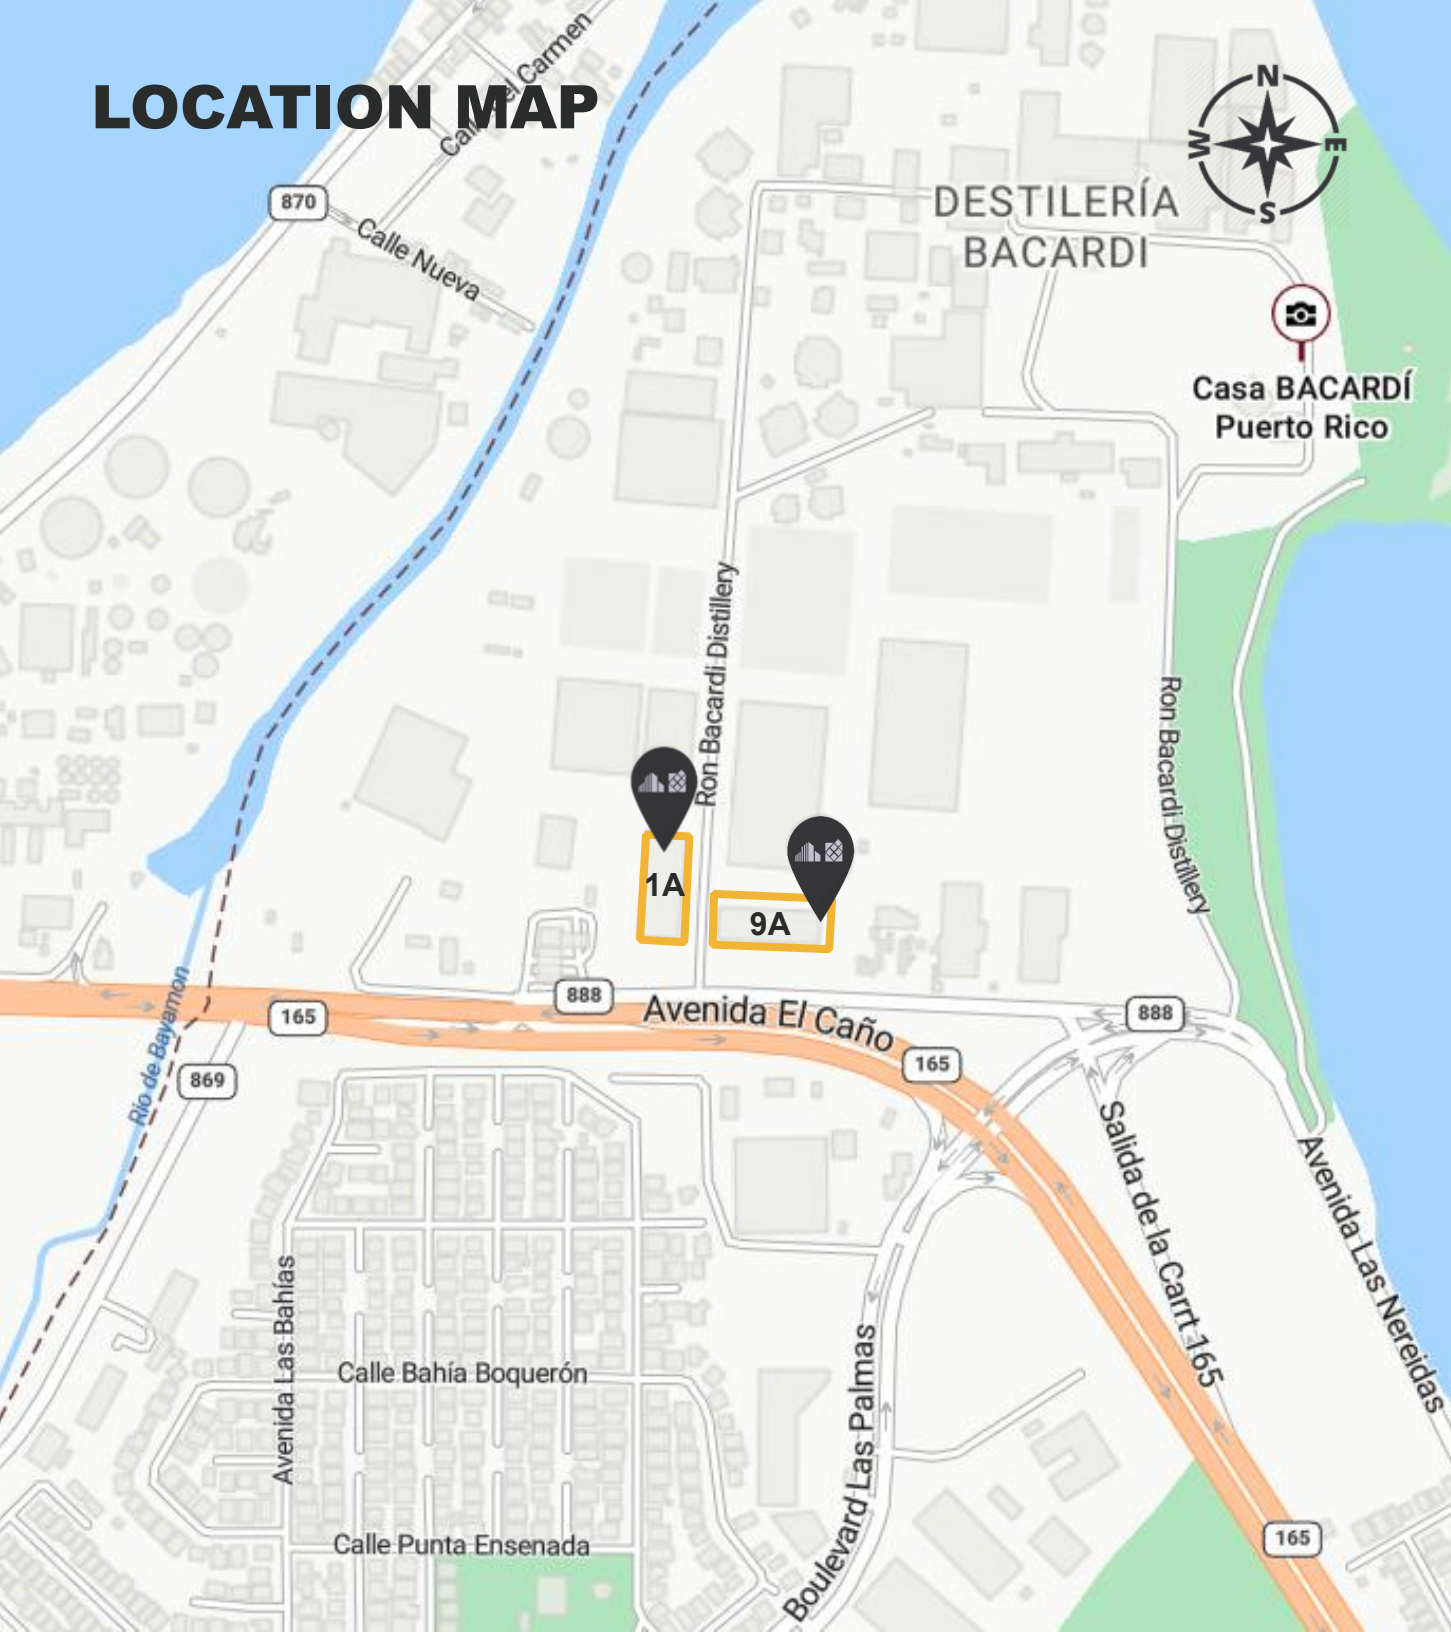 LOCATION MAP
Calle del Carmen
N
W
E
S
870
Calle Nueva
DESTILERÍA
BACARDI
Casa BACARDÍ
Puerto Rico
Ron Bacardi Distillery
Ron Bacardi Distillery
1A
9A
888
Avenida El Caño
888
165
165
869
Rio de Bayamon
Salida de la Carrt 165
Avenida Las Nereidas
Avenida Las Bahías
Calle Bahía Boquerón
Boulevard Las Palmas
Calle Punta Ensenada
165